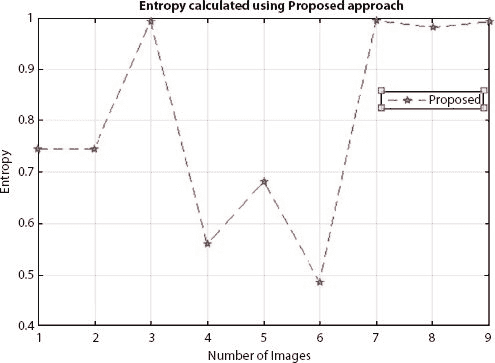 Entropy calculated using Proposed approach
1
0.9
0.8
0.7
0.6
0.5
0.4
Entropy
Proposed
1 2 3 4 5 6 7 8 9
Number of Images